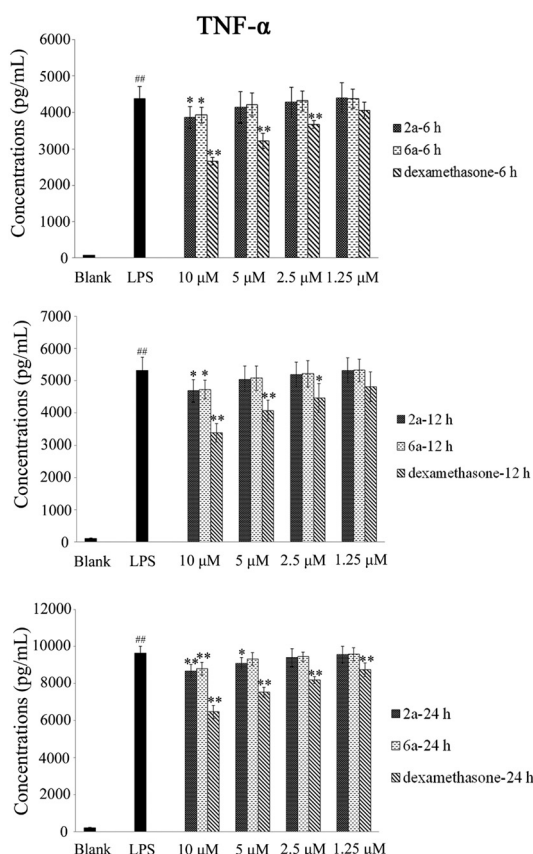 TNF-α
Concentrations (pg/mL)
6000
5000
4000
3000
2000
1000
0
##
* *
**
**
**
Blank LPS 10 μM 5 μM 2.5 μM 1.25 μM
2a-6 h
6a-6 h
dexamethasone-6 h
Concentrations (pg/mL)
7000
6000
5000
4000
3000
2000
1000
0
##
* *
**
**
*
Blank LPS 10 μM 5 μM 2.5 μM 1.25 μM
2a-12 h
6a-12 h
dexamethasone-12 h
Concentrations (pg/mL)
12000
10000
8000
6000
4000
2000
0
##
** **
**
*
**
**
**
Blank LPS 10 μM 5 μM 2.5 μM 1.25 μM
2a-24 h
6a-24 h
dexamethasone-24 h